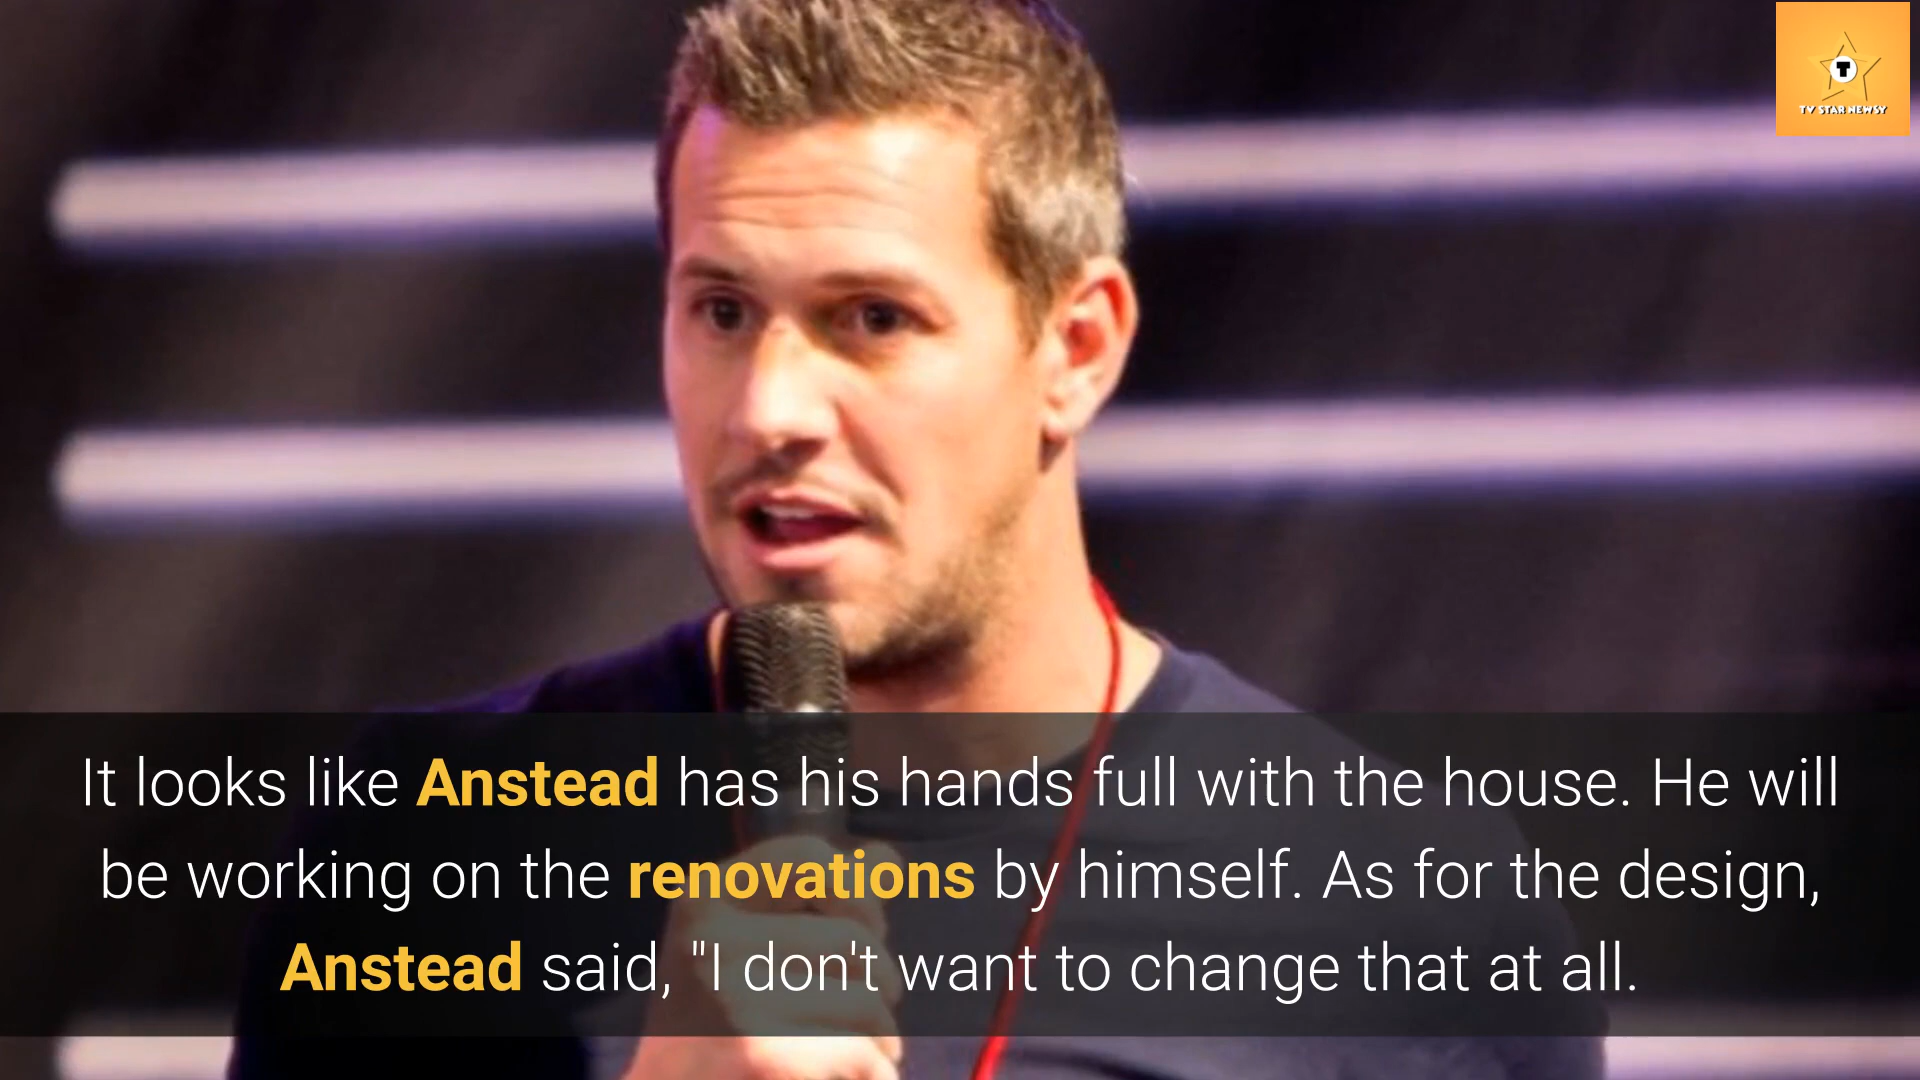 T
TV STAR NEWSY
It looks like Anstead has his hands full with the house. He will
be working on the renovations by himself. As for the design,
Anstead said, "I don't want to change that at all.